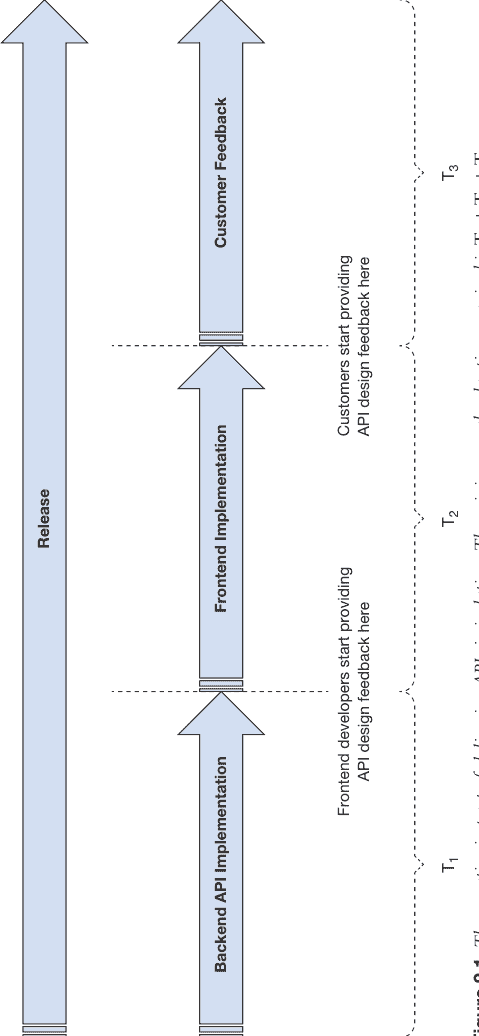 Release
Backend API Implementation
Frontend Implementation
Customer Feedback
Frontend developers start providing
API design feedback here
Customers start providing
API design feedback here
T1
T2
T3